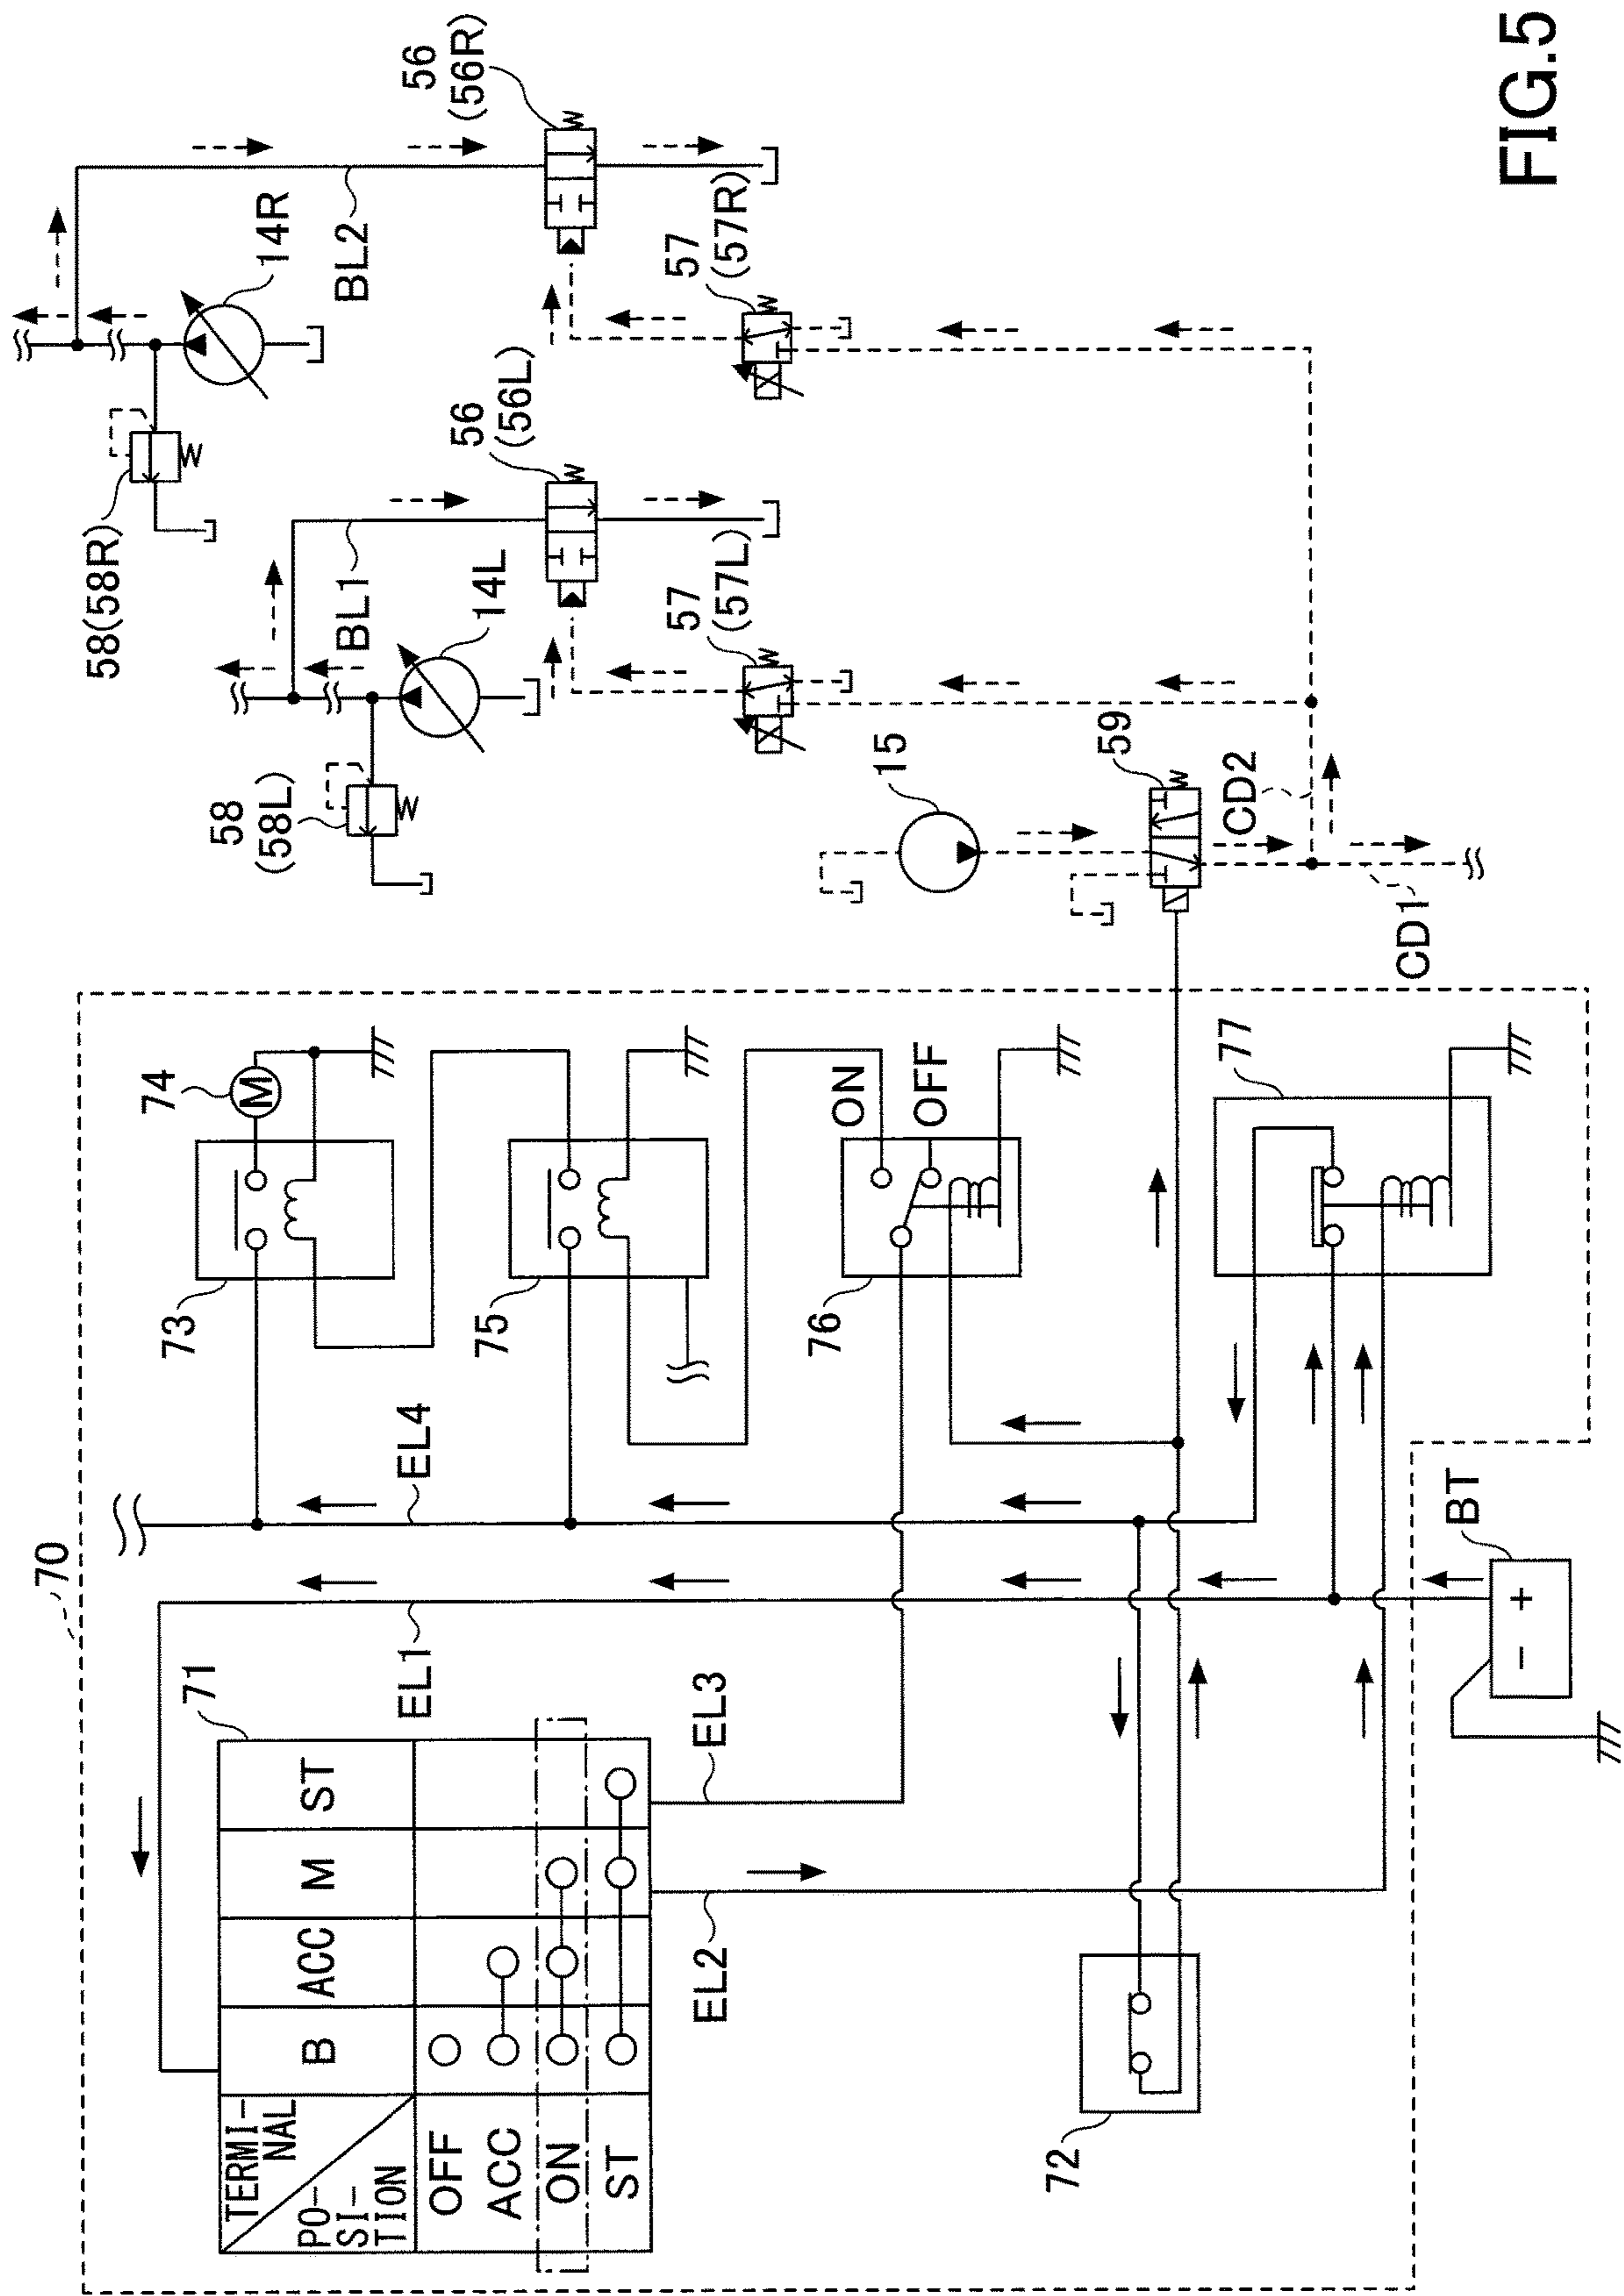 FIG.5
70
71
TERMI-
NAL
PO-
SI-
TION
B
ACC
M
ST
OFF
ACC
ON
ST
EL1
EL2
EL3
EL4
72
73
74
M
75
76
ON
OFF
77
BT
+
−
58
(58L)
58(58R)
14L
14R
BL1
BL2
56
(56L)
56
(56R)
57
(57L)
57
(57R)
15
59
CD2
CD1